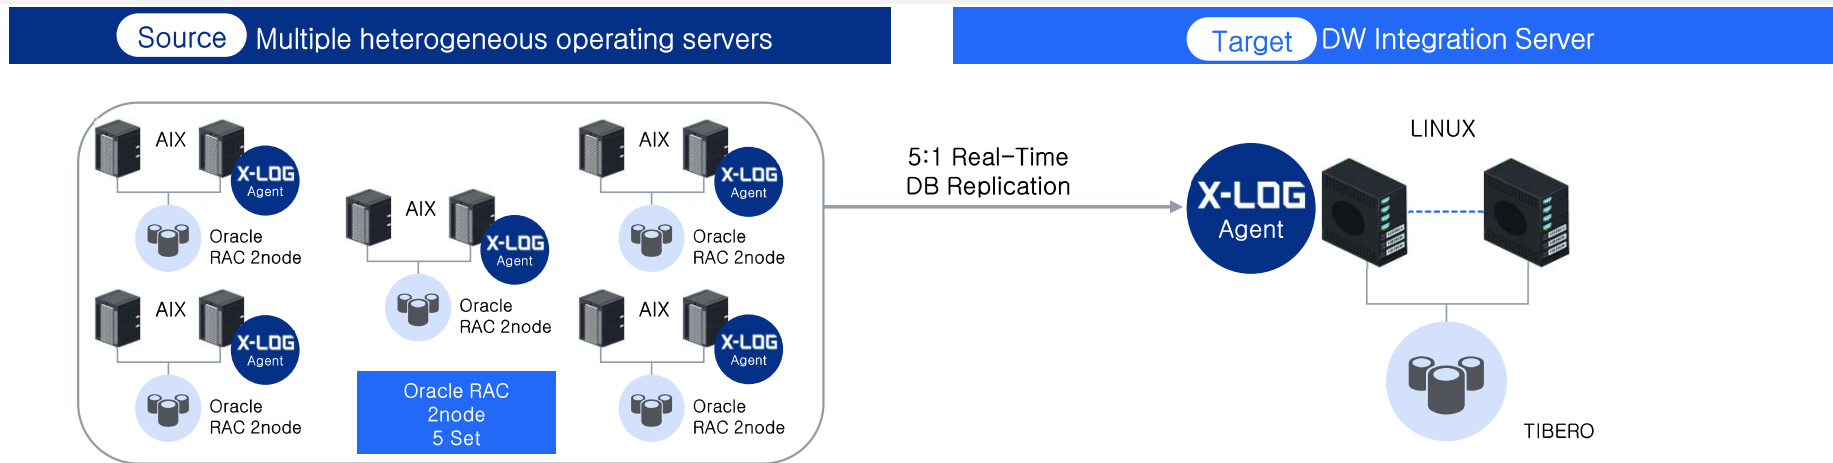 Source Multiple heterogeneous operating servers
Target DW Integration Server
AIX
X-LOG
Agent
Oracle
RAC 2node
AIX
X-LOG
Agent
Oracle
RAC 2node
AIX
X-LOG
Agent
Oracle
RAC 2node
AIX
X-LOG
Agent
Oracle
RAC 2node
AIX
X-LOG
Agent
Oracle
RAC 2node
Oracle RAC
2node
5 Set
5:1 Real-Time
DB Replication
X-LOG
Agent
LINUX
TIBERO